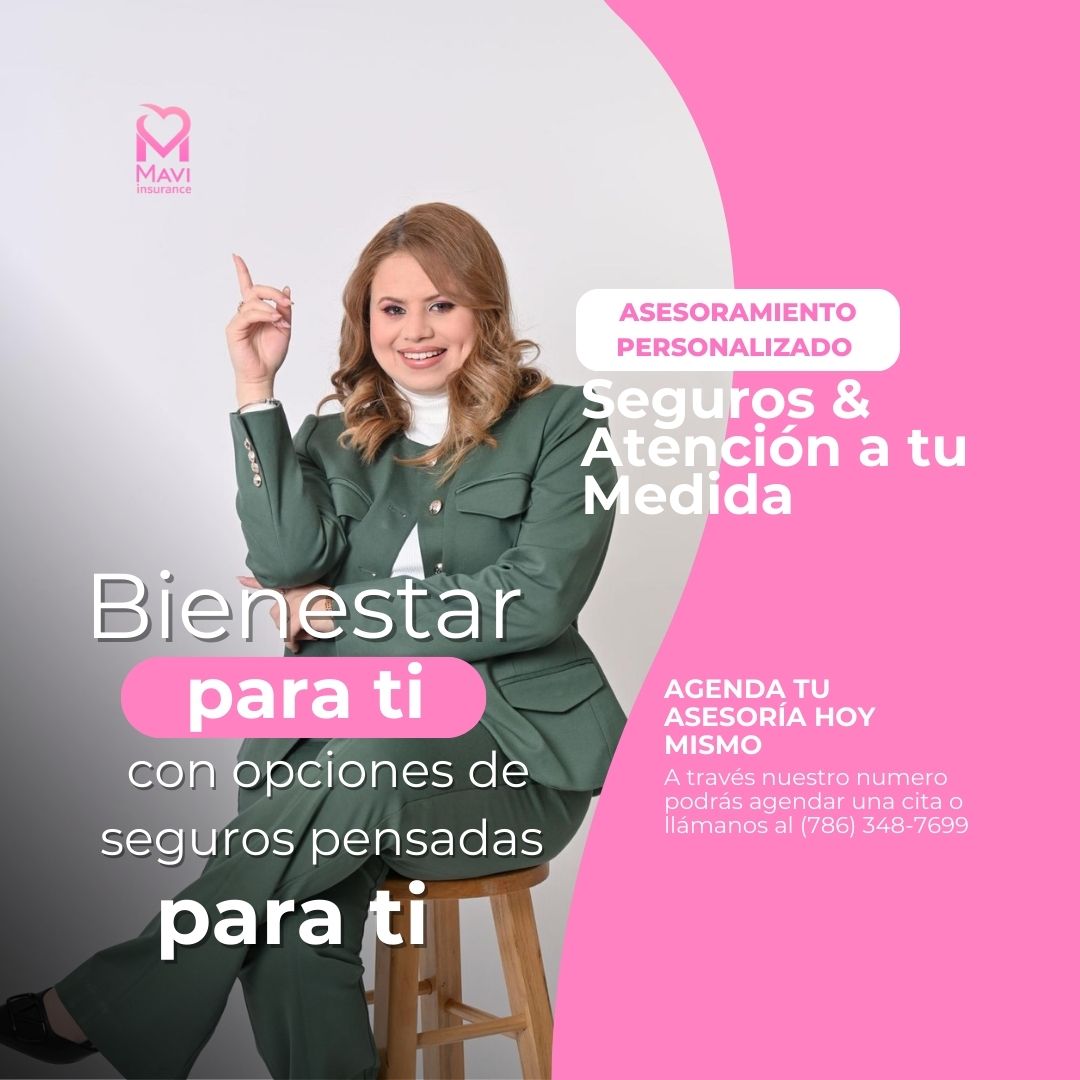 MAVI
insurance
ASESORAMIENTO
PERSONALIZADO
Seguros &
Atención a tu
Medida
Bienestar
para ti
con opciones de
seguros pensadas
para ti
AGENDA TU
ASESORÍA HOY
MISMO
A través nuestro numero
podrás agendar una cita o
llámanos al (786) 348-7699